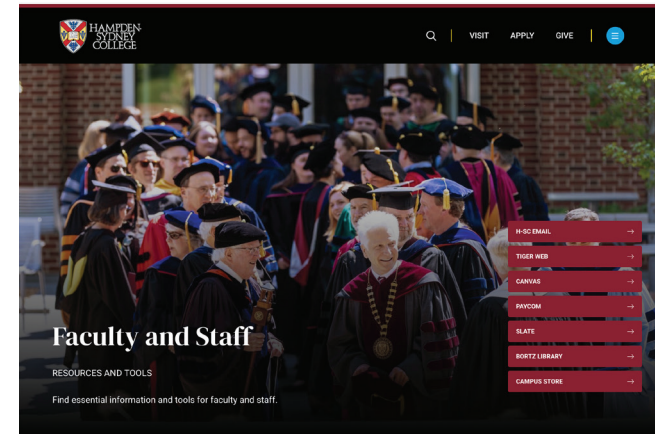 HAMPDEN-
SYDNEY
COLLEGE
VISIT
APPLY
GIVE
H-SC EMAIL
TIGER WEB
CANVAS
PAYCOM
SLATE
BORTZ LIBRARY
CAMPUS STORE
Faculty and Staff
RESOURCES AND TOOLS
Find essential information and tools for faculty and staff.